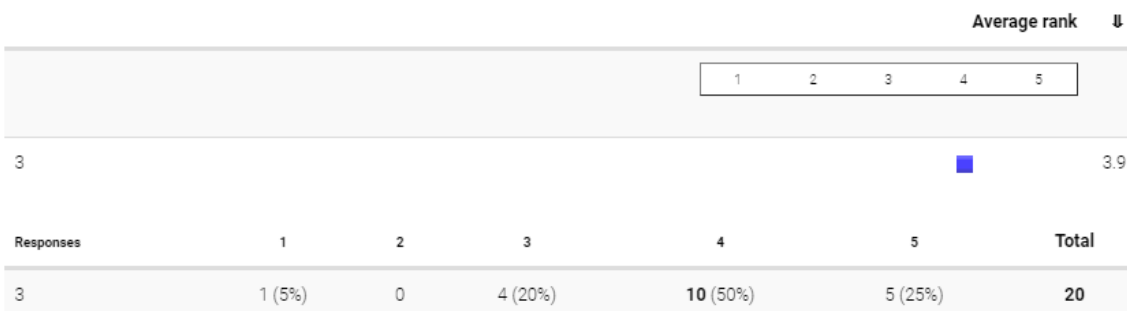 Average rank ⇓
1 2 3 4 5
3 3.9
Responses 1 2 3 4 5 Total
3 1 (5%) 0 4 (20%) 10 (50%) 5 (25%) 20